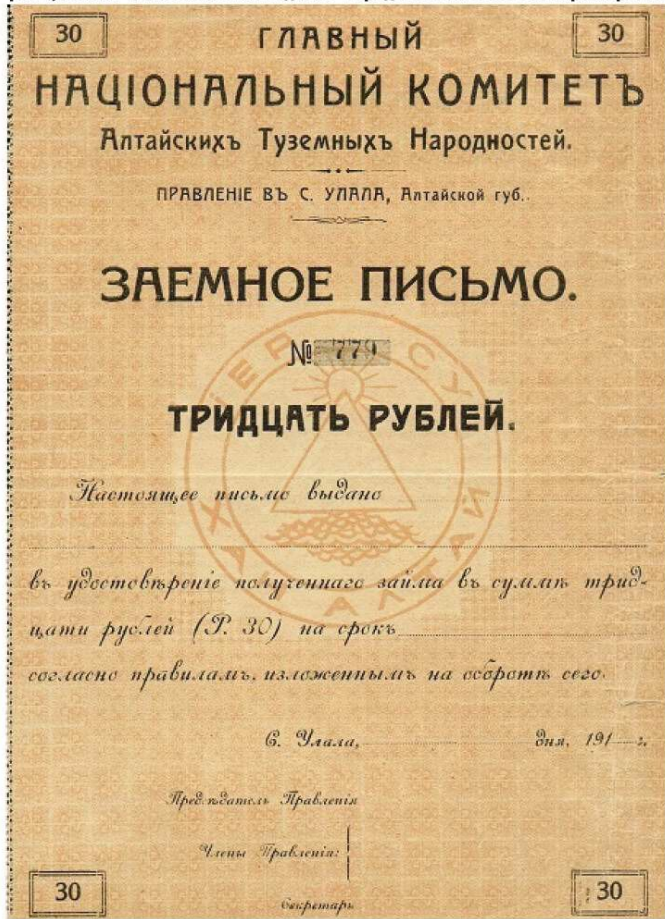 30 30
ГЛАВНЫЙ
НАЦІОНАЛЬНЫЙ КОМИТЕТЪ
Алтайскихъ Туземныхъ Народностей.
ПРАВЛЕНІЕ ВЪ С. УЛАЛА, Алтайской губ.
ЗАЕМНОЕ ПИСЬМО.
№ 779
ТРИДЦАТЬ РУБЛЕЙ.
Настоящее письмо выдано
въ удостовѣреніе полученнаго займа въ суммѣ трид-
цати рублей (Р. 30) на срокъ
согласно правиламъ, изложеннымъ на оборотѣ сего.
С. Улала, дня, 191 г.
Предсѣдатель Правленія
Члены Правленія:
Секретарь
30 30
ХАН АЛТАЙ